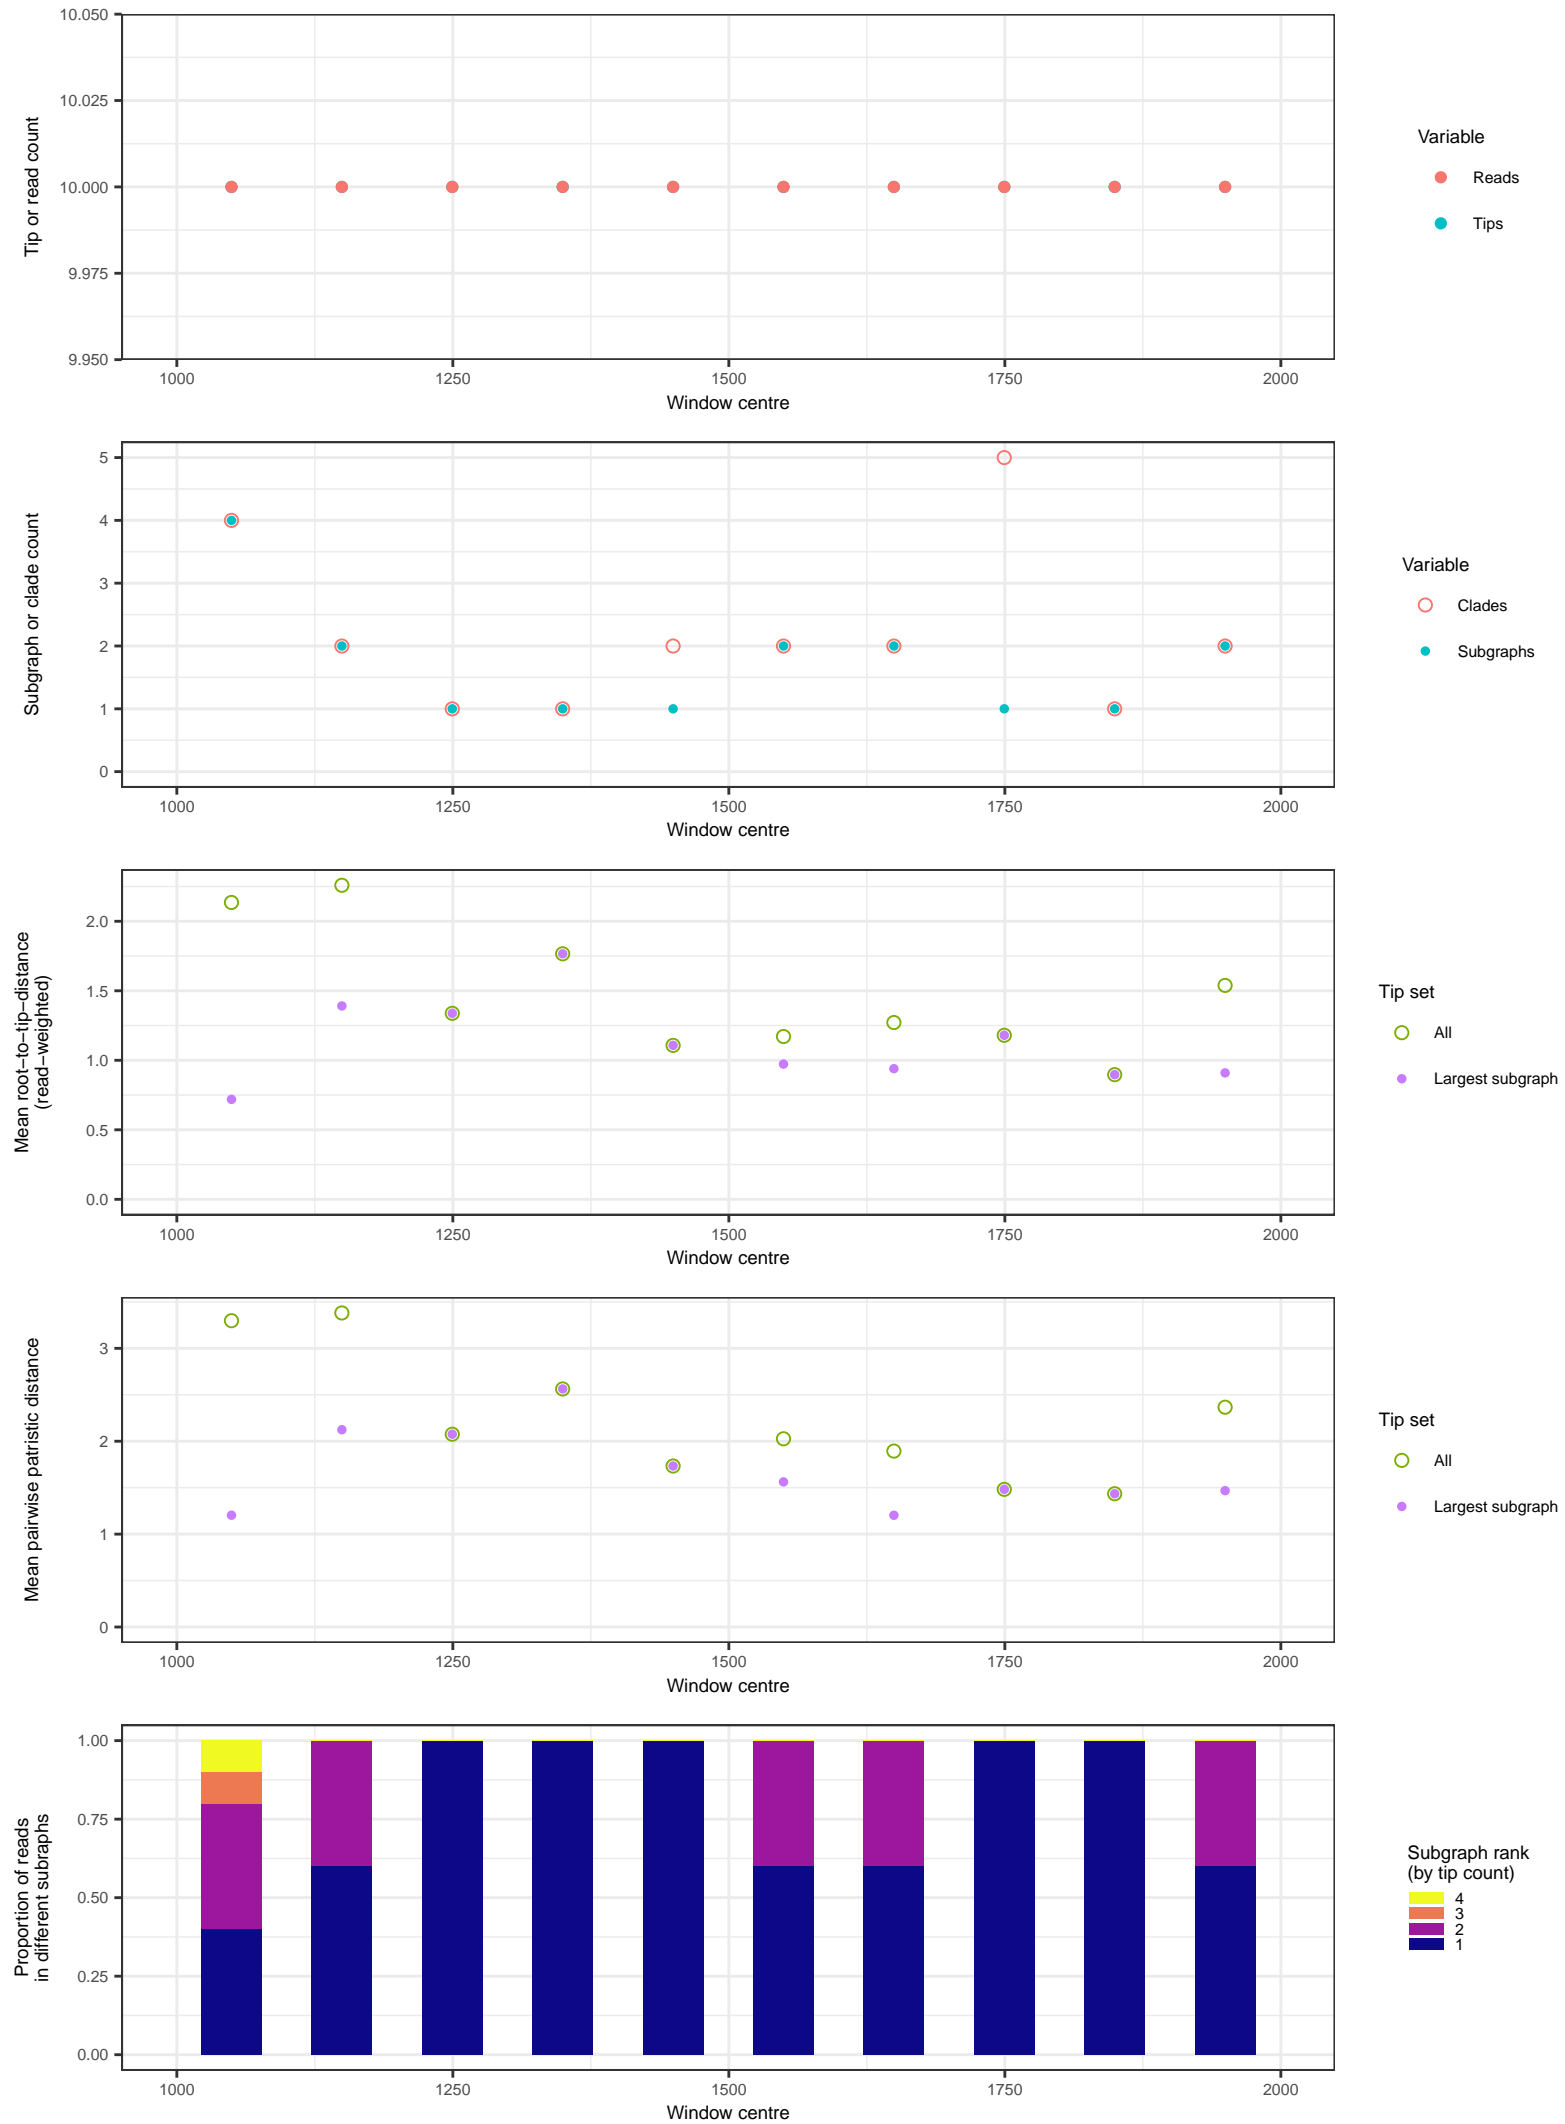 10.050
10.025
10.000
9.975
9.950
Tip or read count
1000 1250 1500 1750 2000
Window centre
Variable
Reads
Tips
5
4
3
2
1
0
Subgraph or clade count
1000 1250 1500 1750 2000
Window centre
Variable
Clades
Subgraphs
2.0
1.5
1.0
0.5
0.0
Mean root−to−tip−distance
(read−weighted)
1000 1250 1500 1750 2000
Window centre
Tip set
All
Largest subgraph
3
2
1
0
Mean pairwise patristic distance
1000 1250 1500 1750 2000
Window centre
Tip set
All
Largest subgraph
1.00
0.75
0.50
0.25
0.00
Proportion of reads
in different subraphs
1000 1250 1500 1750 2000
Window centre
Subgraph rank
(by tip count)
4
3
2
1